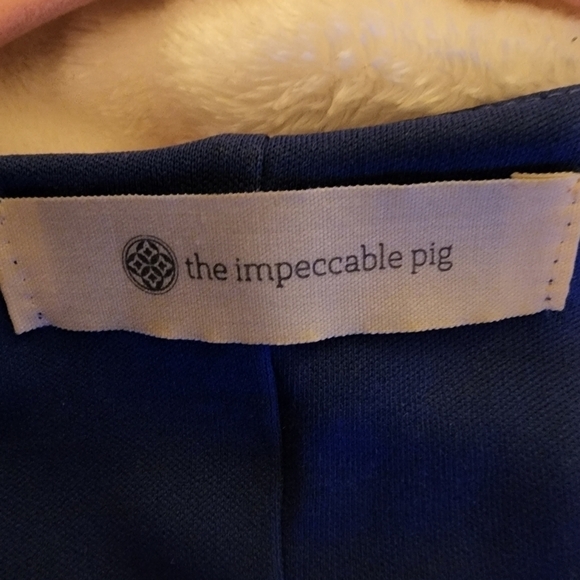 the impeccable pig